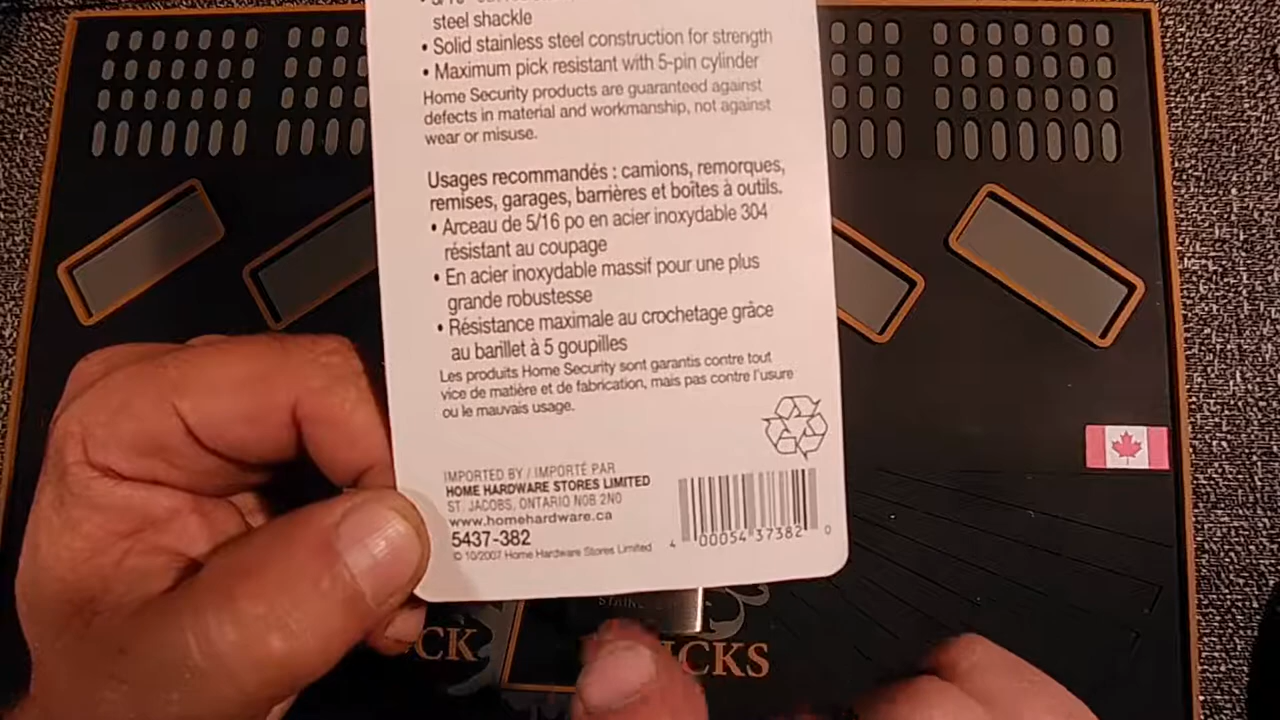 steel shackle
• Solid stainless steel construction for strength
• Maximum pick resistant with 5-pin cylinder
Home Security products are guaranteed against
defects in material and workmanship, not against
wear or misuse.
Usages recommandés : camions, remorques,
remises, garages, barrières et boîtes à outils.
• Arceau de 5/16 po en acier inoxydable 304
résistant au coupage
• En acier inoxydable massif pour une plus
grande robustesse
• Résistance maximale au crochetage grâce
au barillet à 5 goupilles
Les produits Home Security sont garantis contre tout
vice de matière et de fabrication, mais pas contre l'usure
ou le mauvais usage.
IMPORTED BY / IMPORTÉ PAR
HOME HARDWARE STORES LIMITED
ST. JACOBS, ONTARIO N0B 2N0
www.homehardware.ca
5437-382
© 10/2007 Home Hardware Stores Limited
4 00054 37382 0
CK
ICKS